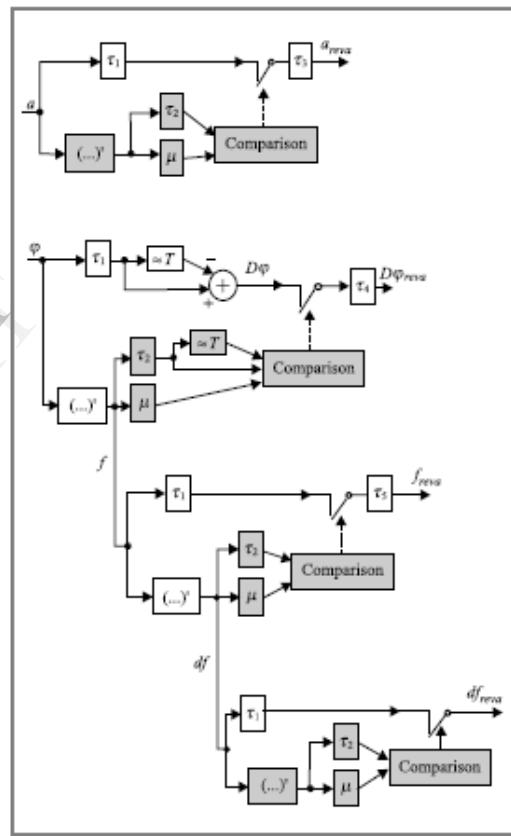 τ1 τ3 a_reva
a
τ2
(...)' μ Comparison
φ τ1 ≈T − + Dφ τ4 Dφ_reva
+
τ2 ≈T
Comparison
(...)' μ
f
τ1 τ5 f_reva
τ2
Comparison
(...)' μ
df
τ1 df_reva
τ2
Comparison
(...)' μ